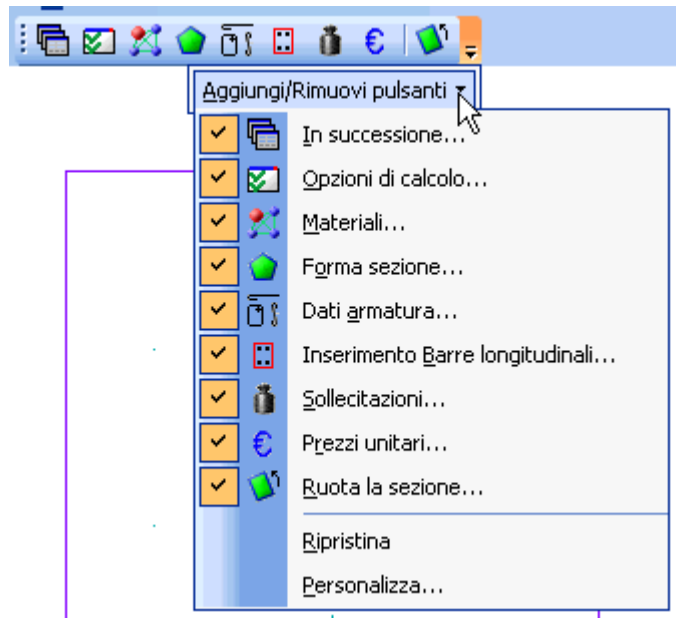 Aggiungi/Rimuovi pulsanti
In successione...
Opzioni di calcolo...
Materiali...
Forma sezione...
Dati armatura...
Inserimento Barre longitudinali...
Sollecitazioni...
€ Prezzi unitari...
Ruota la sezione...
Ripristina
Personalizza...